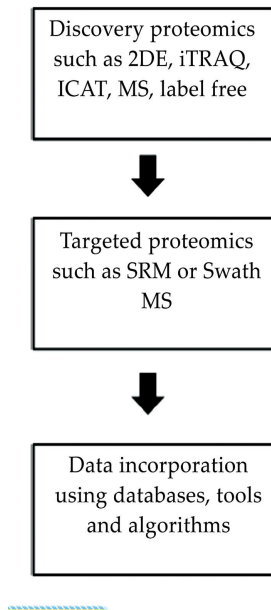 Discovery proteomics
such as 2DE, iTRAQ,
ICAT, MS, label free
Targeted proteomics
such as SRM or Swath
MS
Data incorporation
using databases, tools
and algorithms